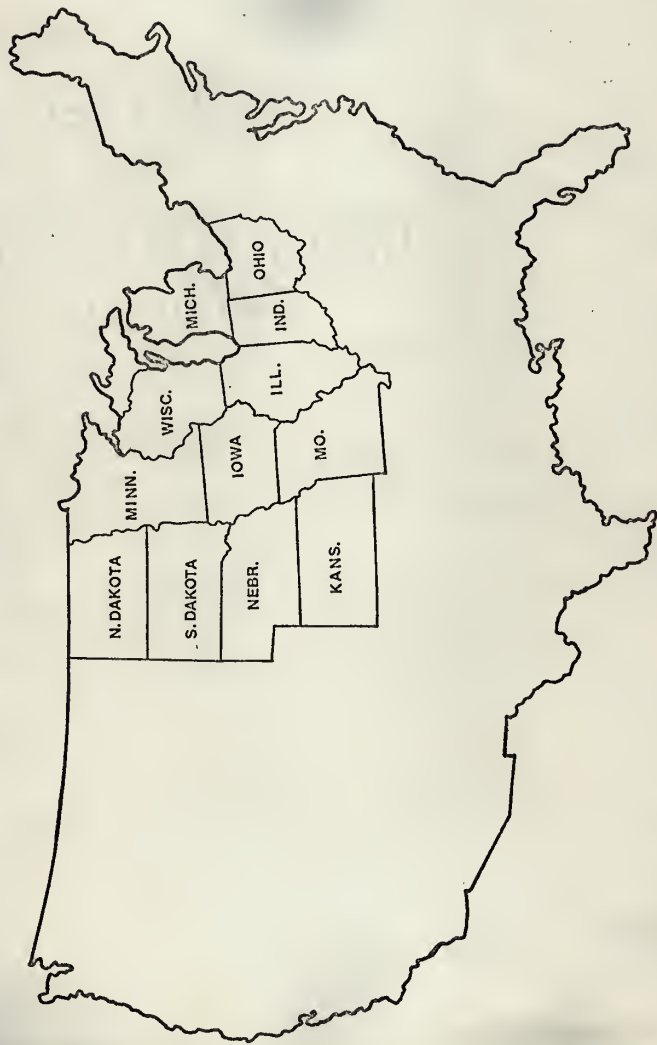 N. DAKOTA
S. DAKOTA
NEBR.
KANS.
MINN.
IOWA
MO.
WISC.
ILL.
MICH.
IND.
OHIO